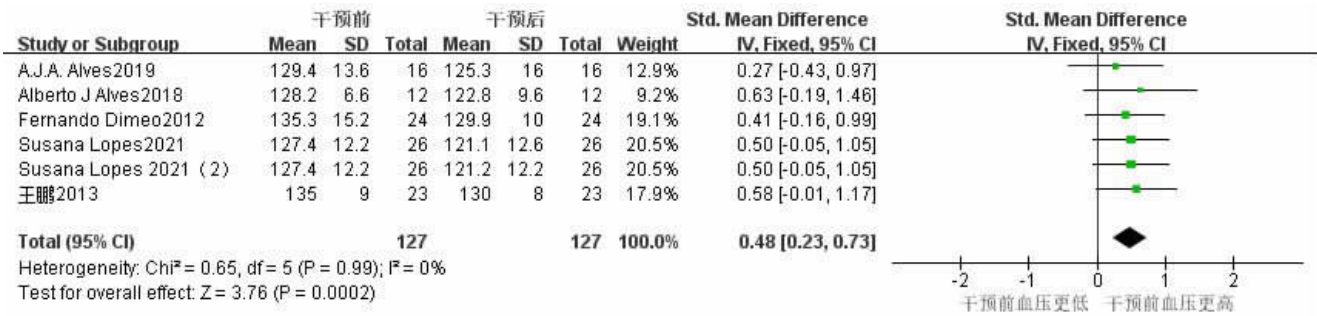 干预前 干预后 Std. Mean Difference Std. Mean Difference
Study or Subgroup Mean SD Total Mean SD Total Weight IV, Fixed, 95% CI IV, Fixed, 95% CI
A.J.A. Alves2019 129.4 13.6 16 125.3 16 16 12.9% 0.27 [-0.43, 0.97]
Alberto J Alves2018 128.2 6.6 12 122.8 9.6 12 9.2% 0.63 [-0.19, 1.46]
Fernando Dimeo2012 135.3 15.2 24 129.9 10 24 19.1% 0.41 [-0.16, 0.99]
Susana Lopes2021 127.4 12.2 26 121.1 12.6 26 20.5% 0.50 [-0.05, 1.05]
Susana Lopes 2021（2） 127.4 12.2 26 121.2 12.2 26 20.5% 0.50 [-0.05, 1.05]
王鹏2013 135 9 23 130 8 23 17.9% 0.58 [-0.01, 1.17]
Total (95% CI) 127 127 100.0% 0.48 [0.23, 0.73]
Heterogeneity: Chi² = 0.65, df = 5 (P = 0.99); I² = 0%
Test for overall effect: Z = 3.76 (P = 0.0002)
-2 -1 0 1 2
干预前血压更低 干预前血压更高